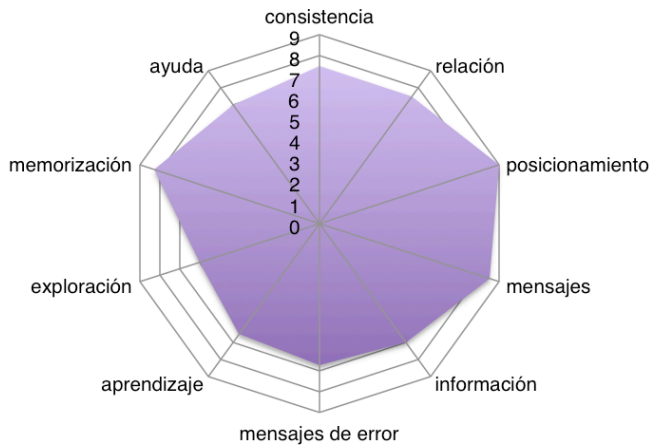 consistencia
9
8
7
6
5
4
3
2
1
0
relación
posicionamiento
mensajes
información
mensajes de error
aprendizaje
exploración
memorización
ayuda